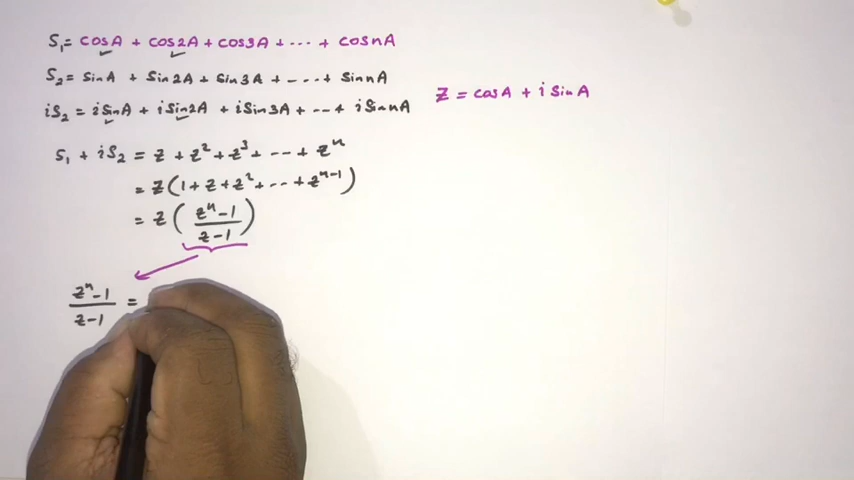 S₁= cosA + cos2A + cos3A + ... + cosnA
S₂= sinA + sin2A + sin3A + ---- + sinnA
iS₂ = isinA + isin2A + isin3A + --- + isinnA
z = cosA + i sinA
S₁ + iS₂ = z + z² + z³ + --- + zⁿ
= z(1 + z + z² + --- + zⁿ⁻¹)
= z ( zⁿ-1 / z-1 )
zⁿ-1 / z-1 =